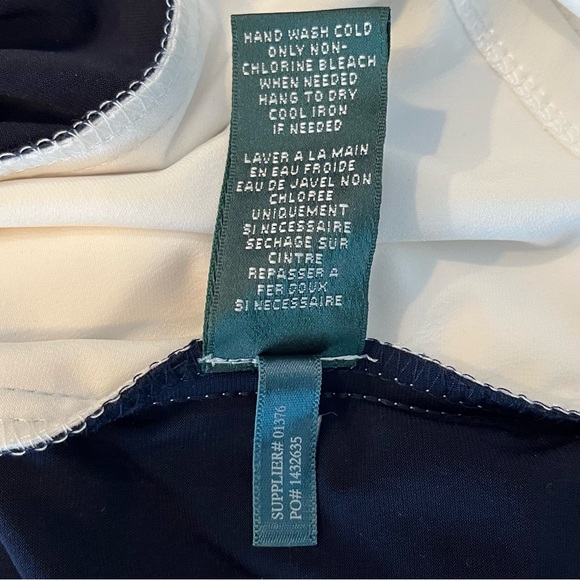 HAND WASH COLD
ONLY NON-
CHLORINE BLEACH
WHEN NEEDED
HANG TO DRY
COOL IRON
IF NEEDED
LAVER A LA MAIN
EN EAU FROIDE
EAU DE JAVEL NON
CHLOREE
UNIQUEMENT
SI NECESSAIRE
SECHAGE SUR
CINTRE
REPASSER A
FER DOUX
SI NECESSAIRE
SUPPLIER# 01376
PO# 1432635